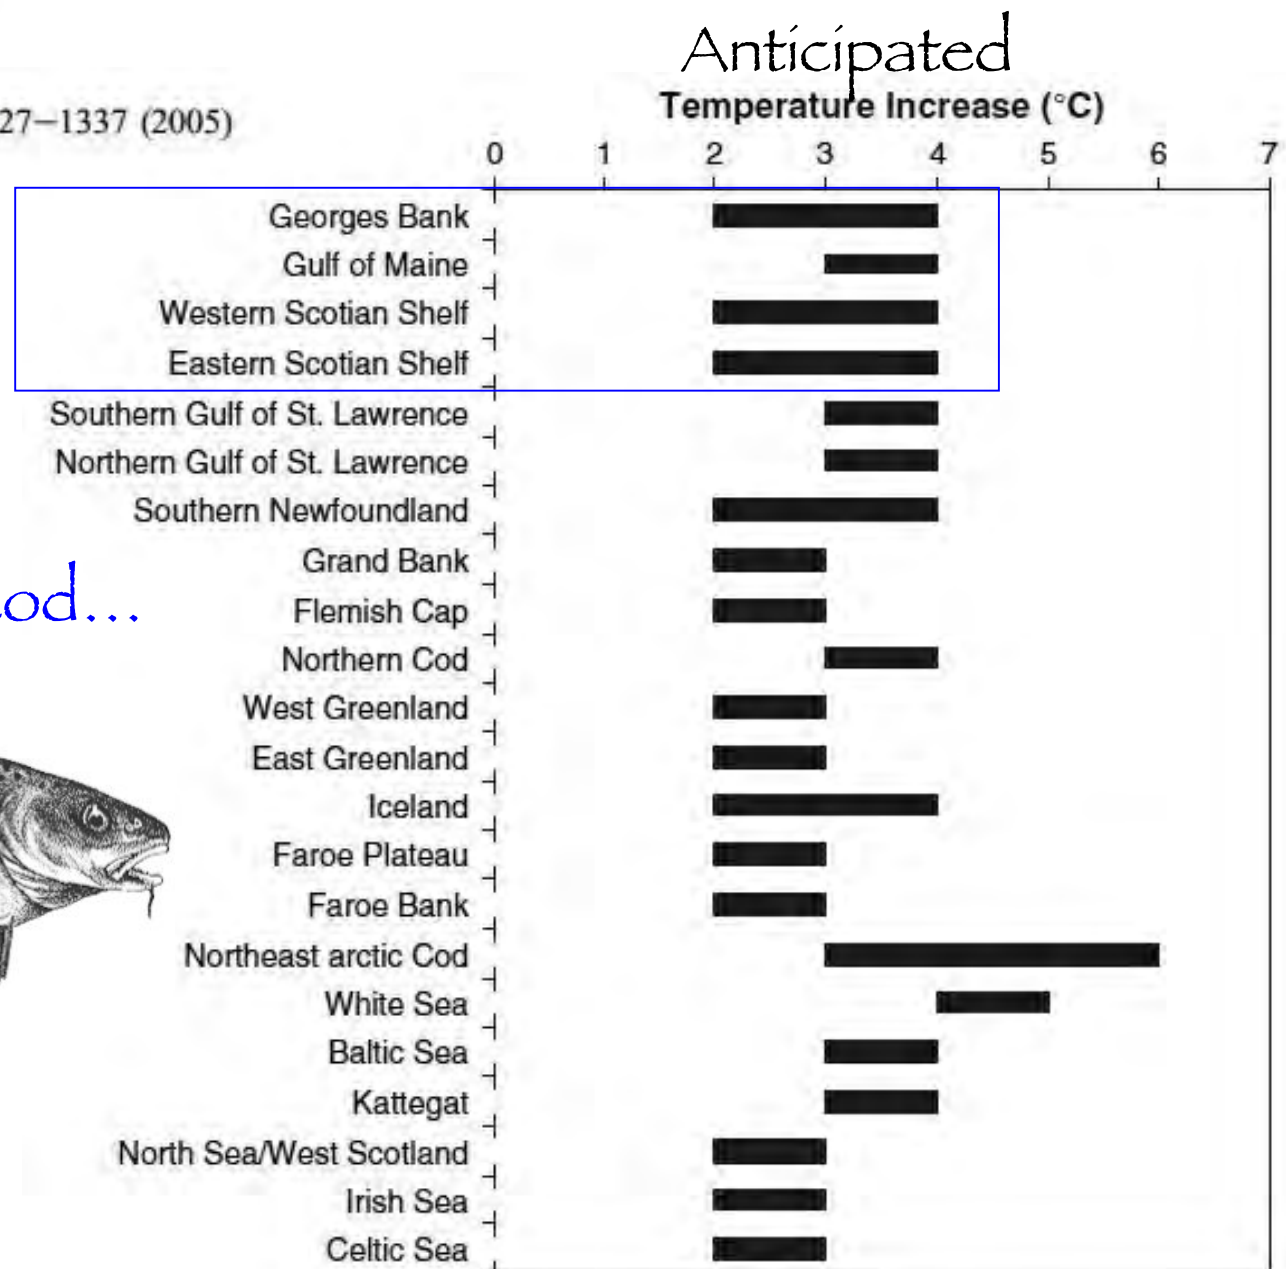 Anticipated
27–1337 (2005)
Temperature Increase (°C)
0 1 2 3 4 5 6 7
Georges Bank
Gulf of Maine
Western Scotian Shelf
Eastern Scotian Shelf
Southern Gulf of St. Lawrence
Northern Gulf of St. Lawrence
Southern Newfoundland
Grand Bank
Flemish Cap
od...
Northern Cod
West Greenland
East Greenland
Iceland
Faroe Plateau
Faroe Bank
Northeast arctic Cod
White Sea
Baltic Sea
Kattegat
North Sea/West Scotland
Irish Sea
Celtic Sea